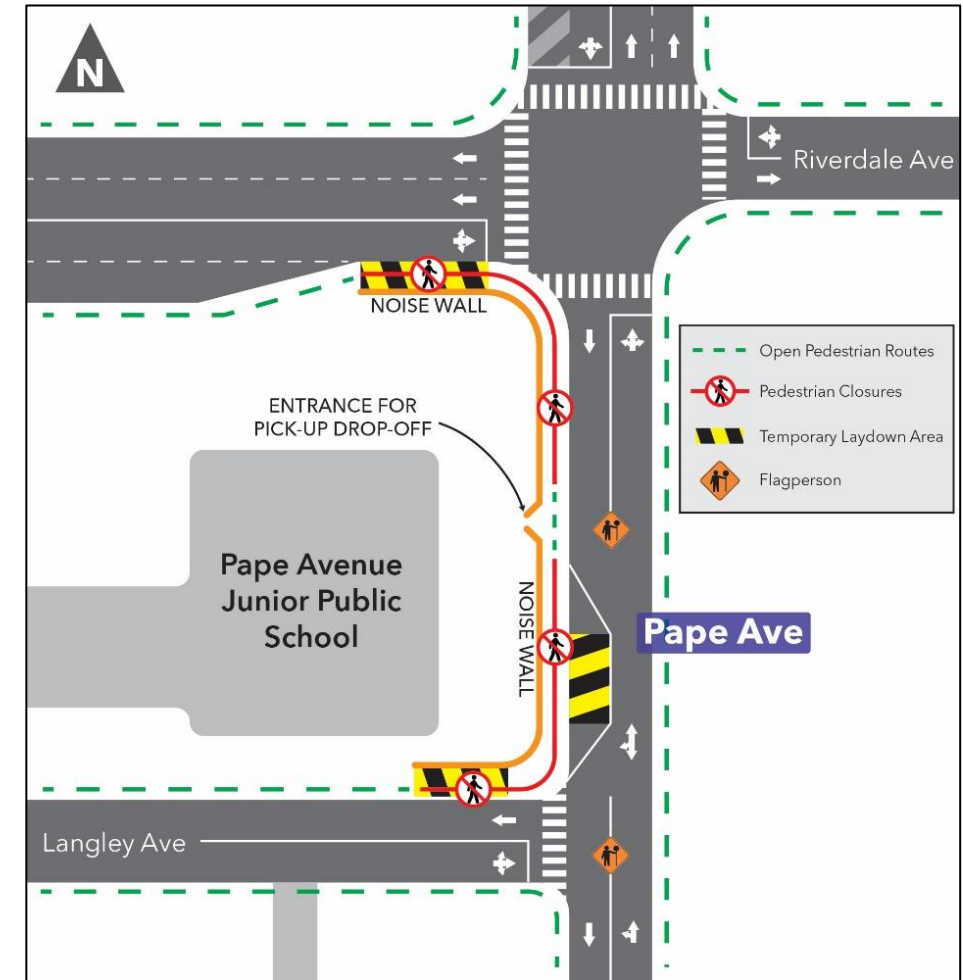 N
Riverdale Ave
NOISE WALL
Open Pedestrian Routes
Pedestrian Closures
Temporary Laydown Area
Flagperson
ENTRANCE FOR
PICK-UP DROP-OFF
Pape Avenue
Junior Public
School
NOISE WALL
Pape Ave
Langley Ave